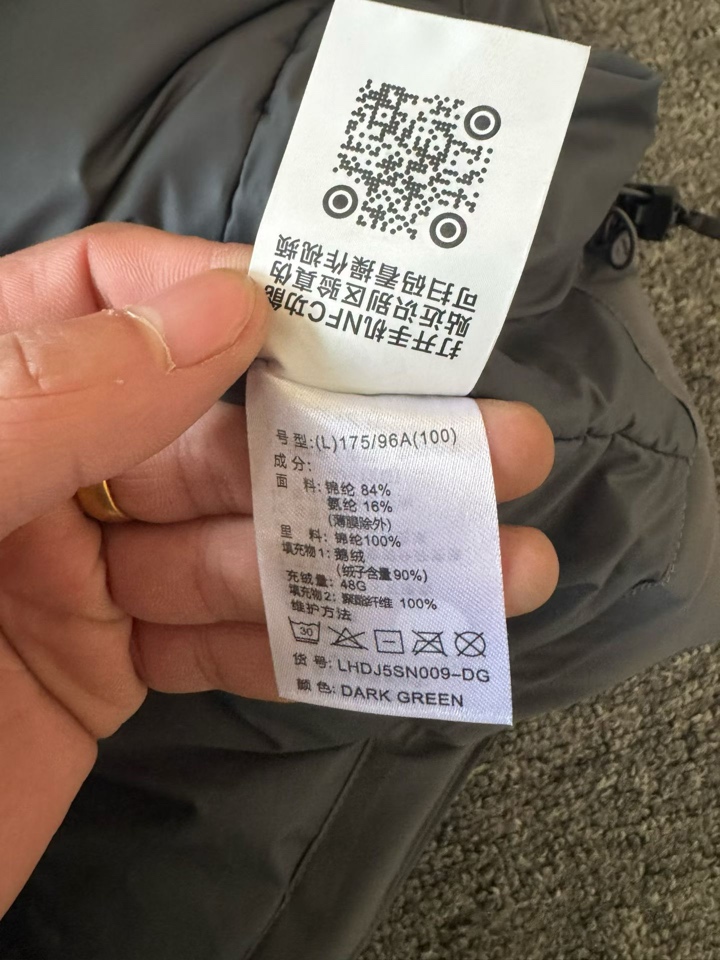 打开手机NFC功能
贴近识别区验真伪
可扫码看操作视频
号 型:(L)175/96A(100)
成 分:
面 料: 锦纶 84%
氨纶 16%
(薄膜除外)
里 料: 锦纶100%
填充物1: 鹅绒
(绒子含量90%)
充绒量: 48G
填充物2: 聚酯纤维 100%
维护方法
30
货 号: LHDJ5SN009-DG
颜 色: DARK GREEN